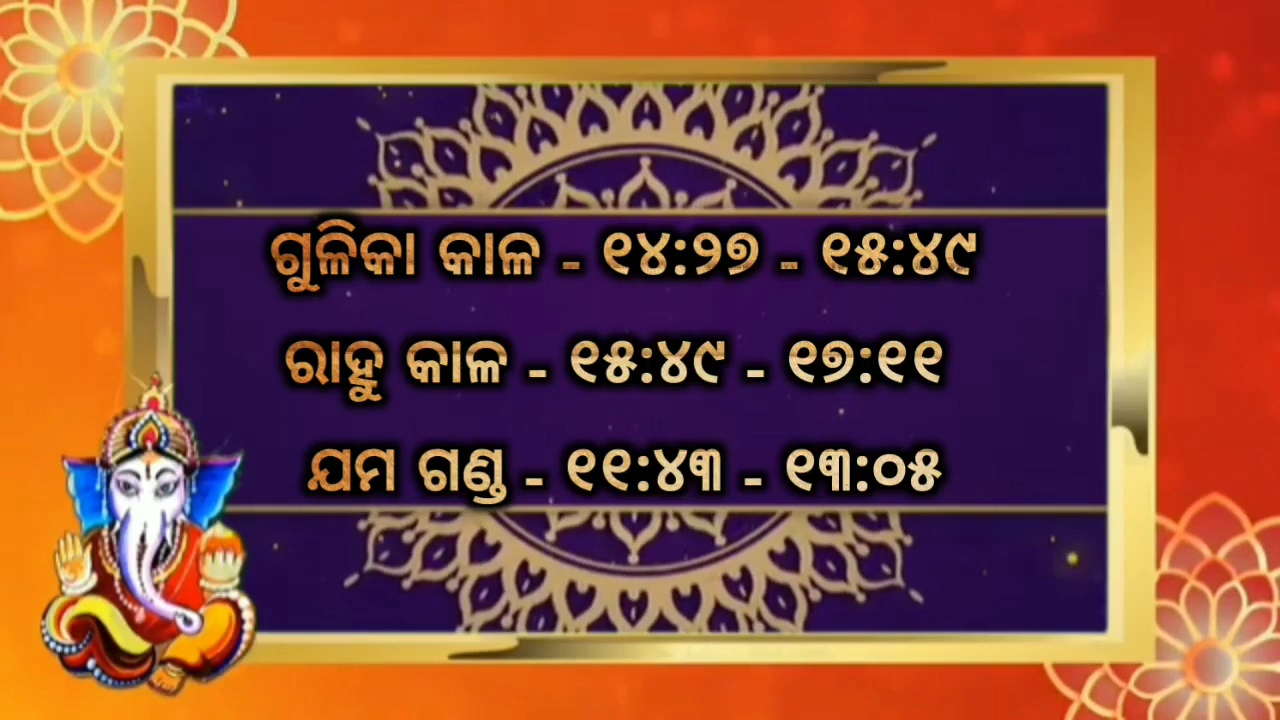 ଗୁଳିକା କାଳ - ୧୪:୨୭ - ୧୫:୪୯
ରାହୁ କାଳ - ୧୫:୪୯ - ୧୭:୧୧
ଯମ ଗଣ୍ଡ - ୧୧:୪୩ - ୧୩:୦୫